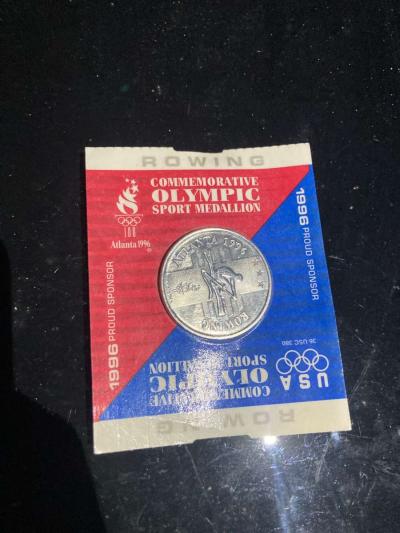 ROWING
COMMEMORATIVE
OLYMPIC
SPORT MEDALLION
100
Atlanta 1996
1996 PROUD SPONSOR
ATLANTA 1996
ROWING
1996 PROUD SPONSOR
36 USC 380
USA
COMMEMORATIVE
OLYMPIC
SPORT MEDALLION
ROWING